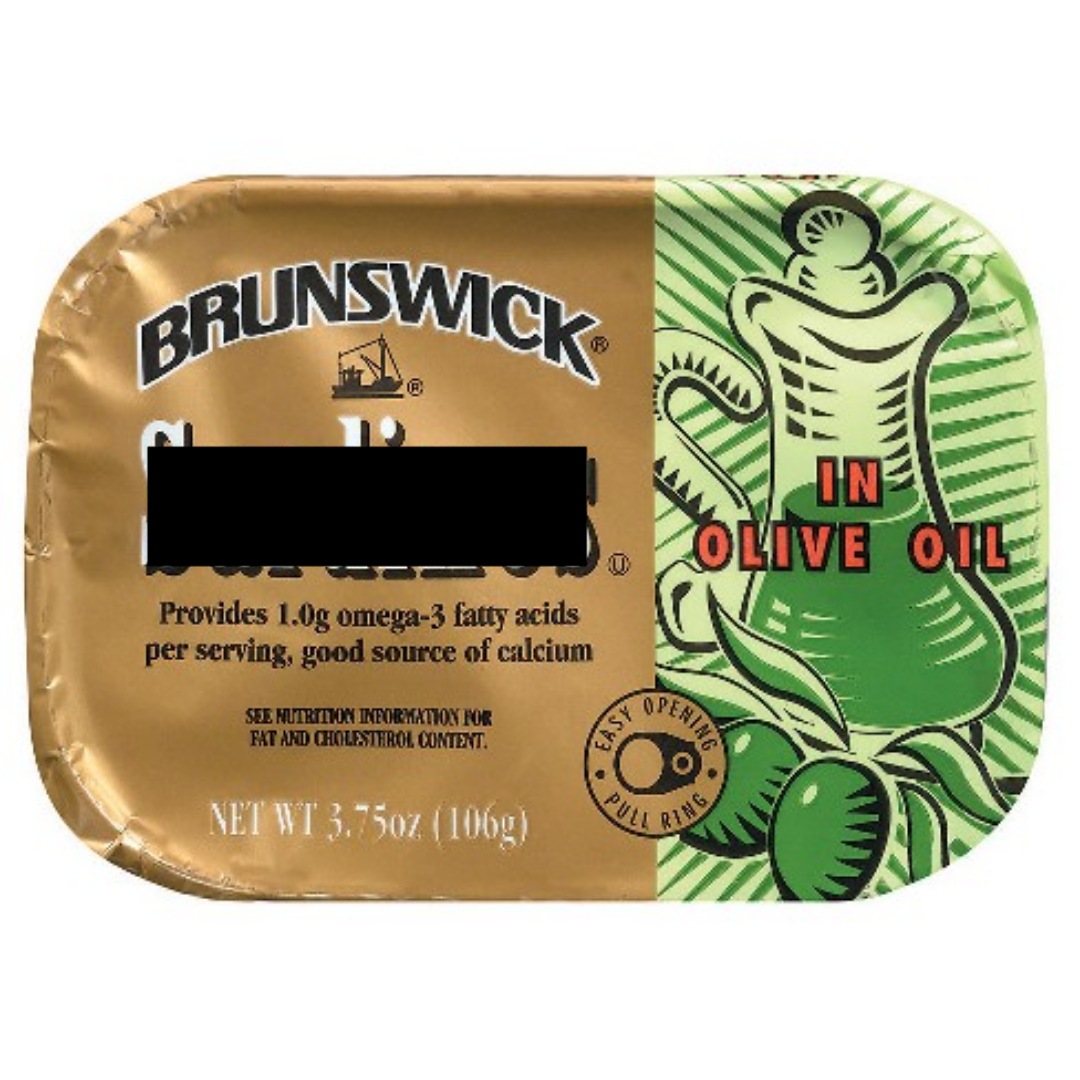 BRUNSWICK®
®
Ⓤ
Provides 1.0g omega-3 fatty acids
per serving, good source of calcium
SEE NUTRITION INFORMATION FOR
FAT AND CHOLESTEROL CONTENT.
NET WT 3.75oz (106g)
IN
OLIVE OIL
EASY OPENING
PULL RING